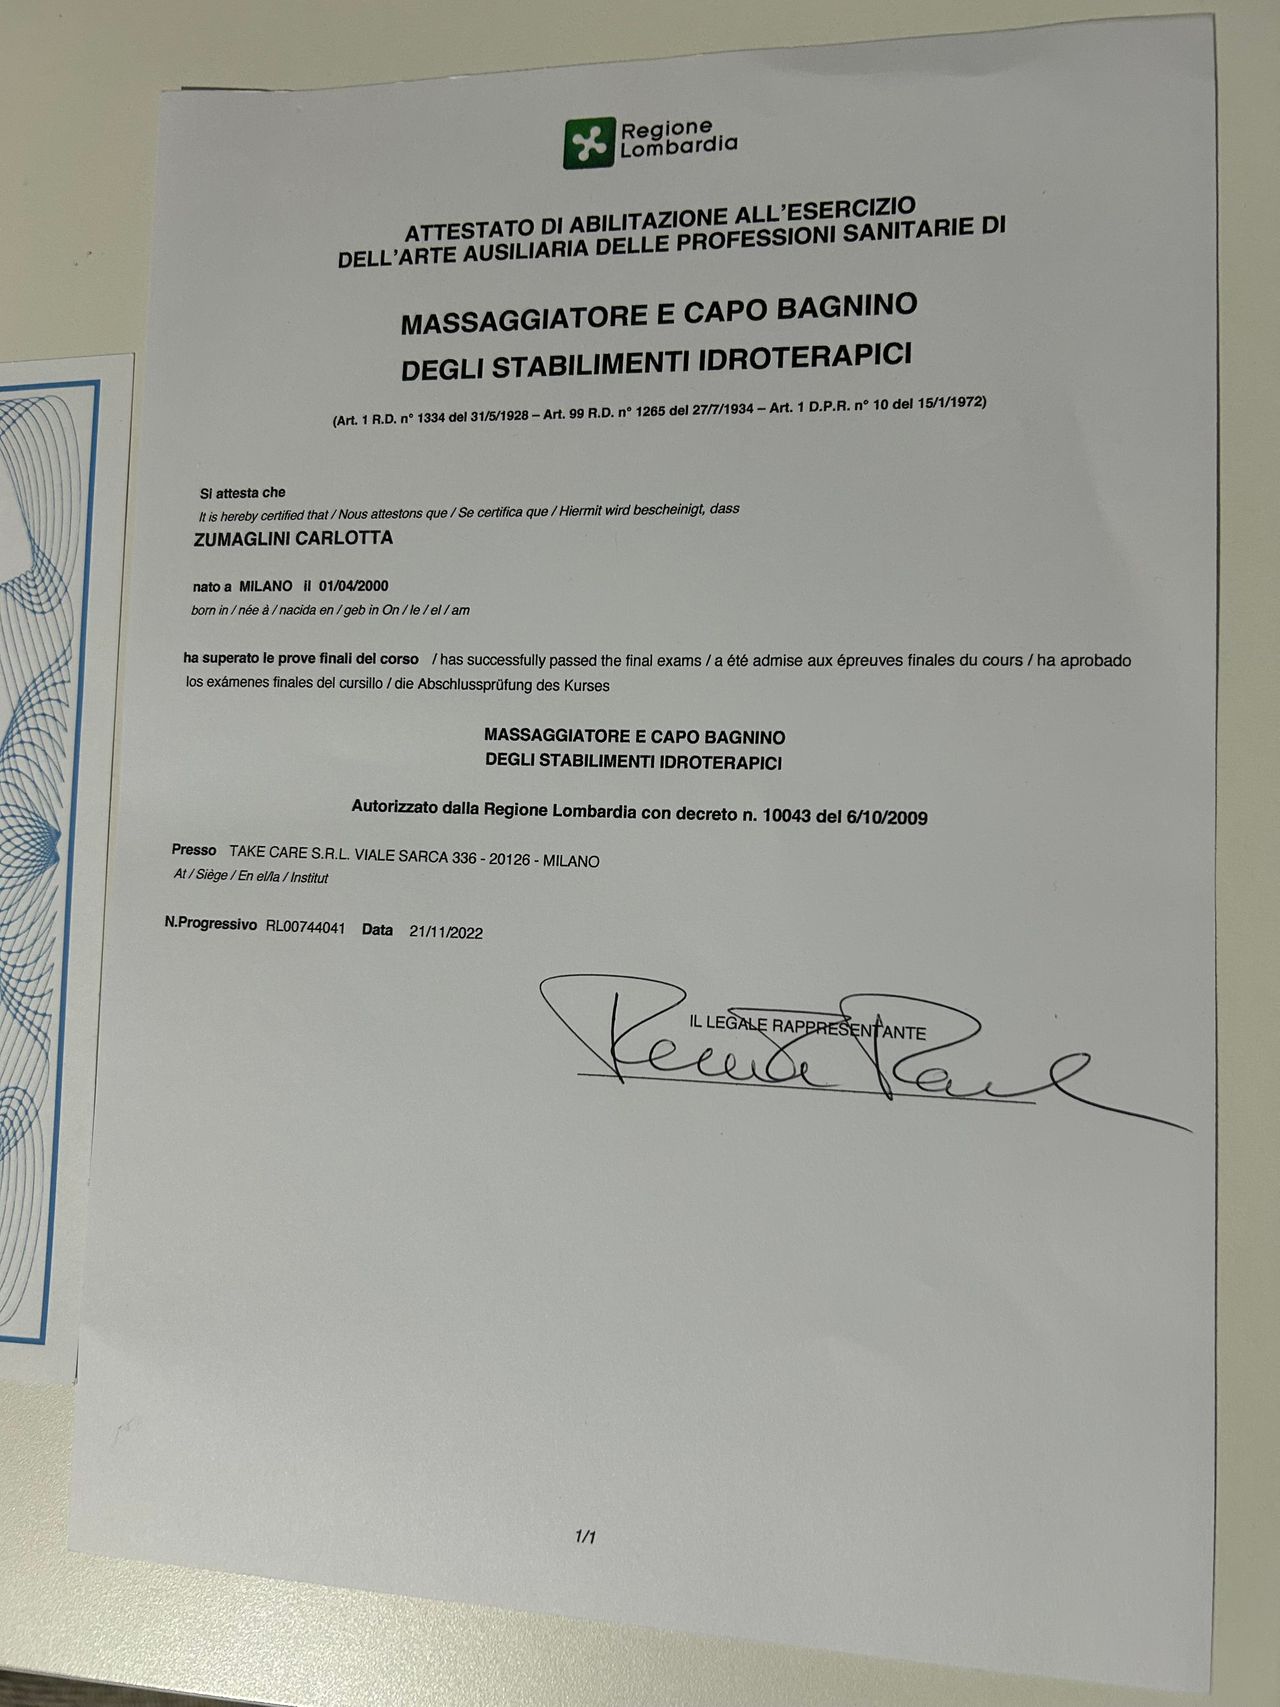 Regione
Lombardia
ATTESTATO DI ABILITAZIONE ALL'ESERCIZIO
DELL'ARTE AUSILIARIA DELLE PROFESSIONI SANITARIE DI
MASSAGGIATORE E CAPO BAGNINO
DEGLI STABILIMENTI IDROTERAPICI
(Art. 1 R.D. n° 1334 del 31/5/1928 – Art. 99 R.D. n° 1265 del 27/7/1934 – Art. 1 D.P.R. n° 10 del 15/1/1972)
Si attesta che
It is hereby certified that / Nous attestons que / Se certifica que / Hiermit wird bescheinigt, dass
ZUMAGLINI CARLOTTA
nato a MILANO il 01/04/2000
born in / née à / nacida en / geb in On / le / el / am
ha superato le prove finali del corso / has successfully passed the final exams / a été admise aux épreuves finales du cours / ha aprobado
los exámenes finales del cursillo / die Abschlussprüfung des Kurses
MASSAGGIATORE E CAPO BAGNINO
DEGLI STABILIMENTI IDROTERAPICI
Autorizzato dalla Regione Lombardia con decreto n. 10043 del 6/10/2009
Presso TAKE CARE S.R.L. VIALE SARCA 336 - 20126 - MILANO
At / Siège / En el/la / Institut
N.Progressivo RL00744041 Data 21/11/2022
IL LEGALE RAPPRESENTANTE
1/1